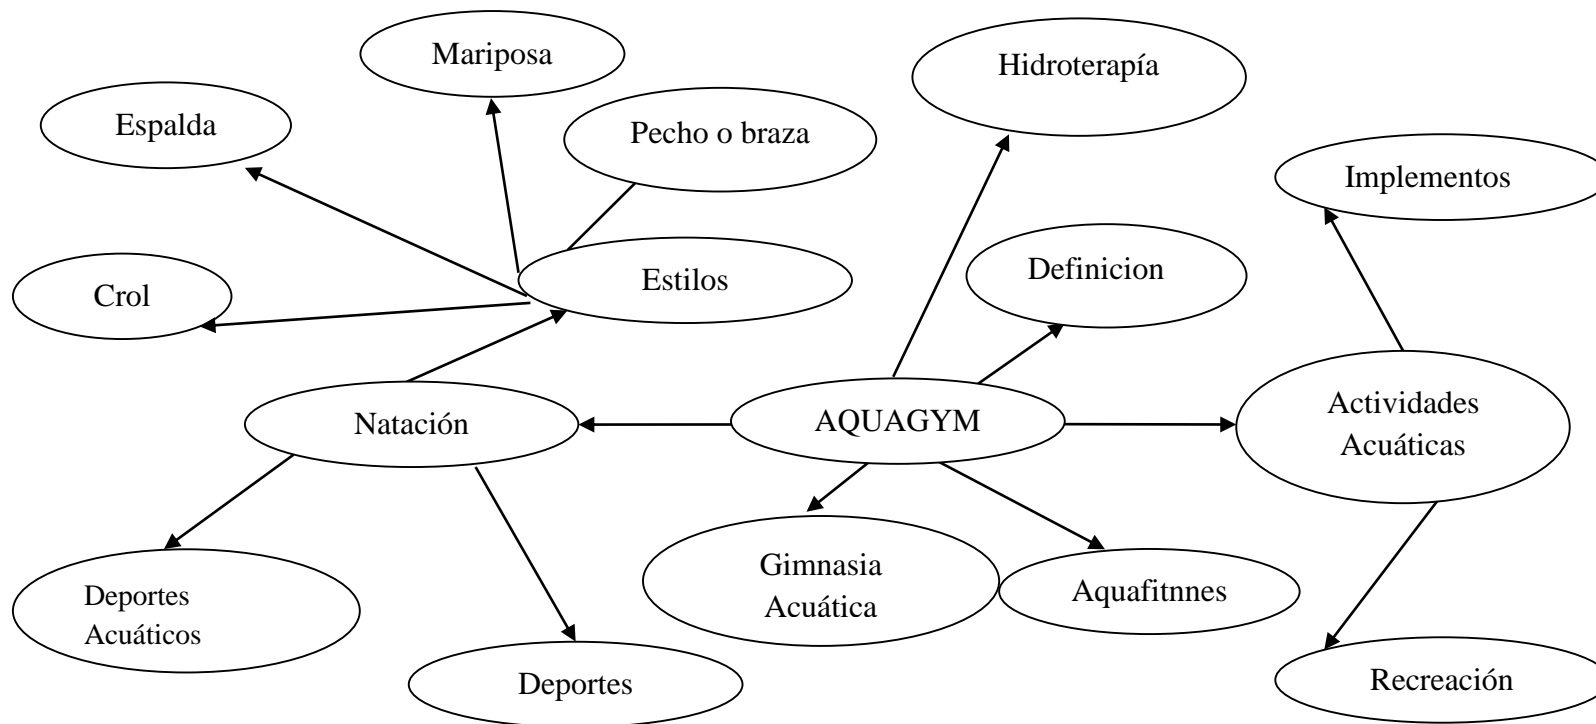 Mariposa
Hidroterapía
Espalda
Pecho o braza
Implementos
Crol
Estilos
Definicion
Natación
AQUAGYM
Actividades
Acuáticas
Deportes
Acuáticos
Gimnasia
Acuática
Aquafitnnes
Deportes
Recreación